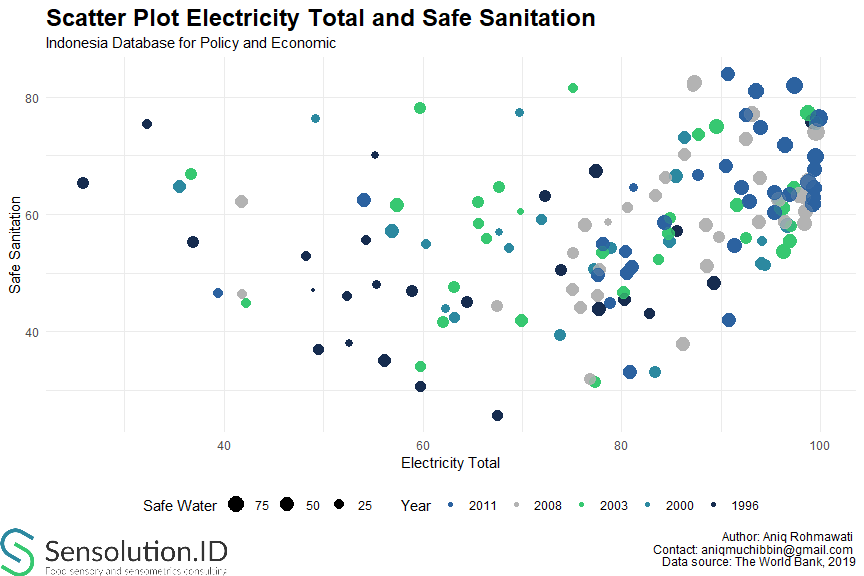 Scatter Plot Electricity Total and Safe Sanitation
Indonesia Database for Policy and Economic
80
60
40
Safe Sanitation
40 60 80 100
Electricity Total
Safe Water 75 50 25 Year 2011 2008 2003 2000 1996
Sensolution.ID
Food sensory and sensometrics consulting
Author: Aniq Rohmawati
Contact: aniqmuchibbin@gmail.com
Data source: The World Bank, 2019